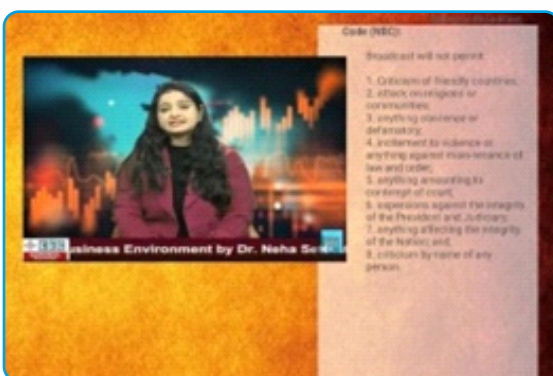 Code (NBC):
Broadcast will not permit
1. Criticism of friendly countries;
2. attack on religions or
communities;
3. anything obscence or
defamatory;
4. incitement to violence or
anything against maintenance of
law and order;
5. anything amounting to
contempt of court;
6. aspersions against the integrity
of the President and Judiciary;
7. anything affecting the integrity
of the Nation; and
8. criticism by name of any
person.
usiness Environment by Dr. Neha